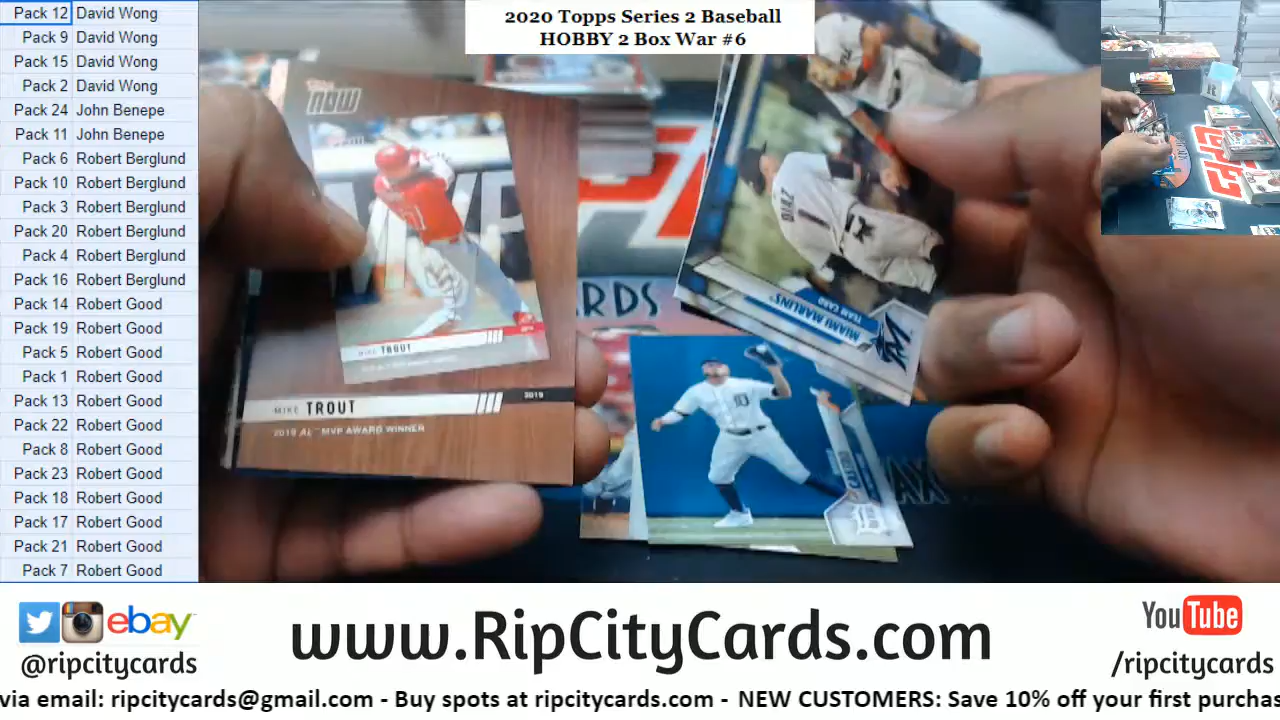 Pack 12 David Wong
Pack 9 David Wong
Pack 15 David Wong
Pack 2 David Wong
Pack 24 John Benepe
Pack 11 John Benepe
Pack 6 Robert Berglund
Pack 10 Robert Berglund
Pack 3 Robert Berglund
Pack 20 Robert Berglund
Pack 4 Robert Berglund
Pack 16 Robert Berglund
Pack 14 Robert Good
Pack 19 Robert Good
Pack 5 Robert Good
Pack 1 Robert Good
Pack 13 Robert Good
Pack 22 Robert Good
Pack 8 Robert Good
Pack 23 Robert Good
Pack 18 Robert Good
Pack 17 Robert Good
Pack 21 Robert Good
Pack 7 Robert Good
2020 Topps Series 2 Baseball
HOBBY 2 Box War #6
Topps NOW
MVP
MIKE TROUT
MIKE TROUT
2019
2019 AL MVP AWARD WINNER
DIAZ
MIAMI MARLINS
TEAM CARD
ARDS
ebay
@ripcitycards
www.RipCityCards.com
YouTube
/ripcitycards
via email: ripcitycards@gmail.com - Buy spots at ripcitycards.com - NEW CUSTOMERS: Save 10% off your first purchas